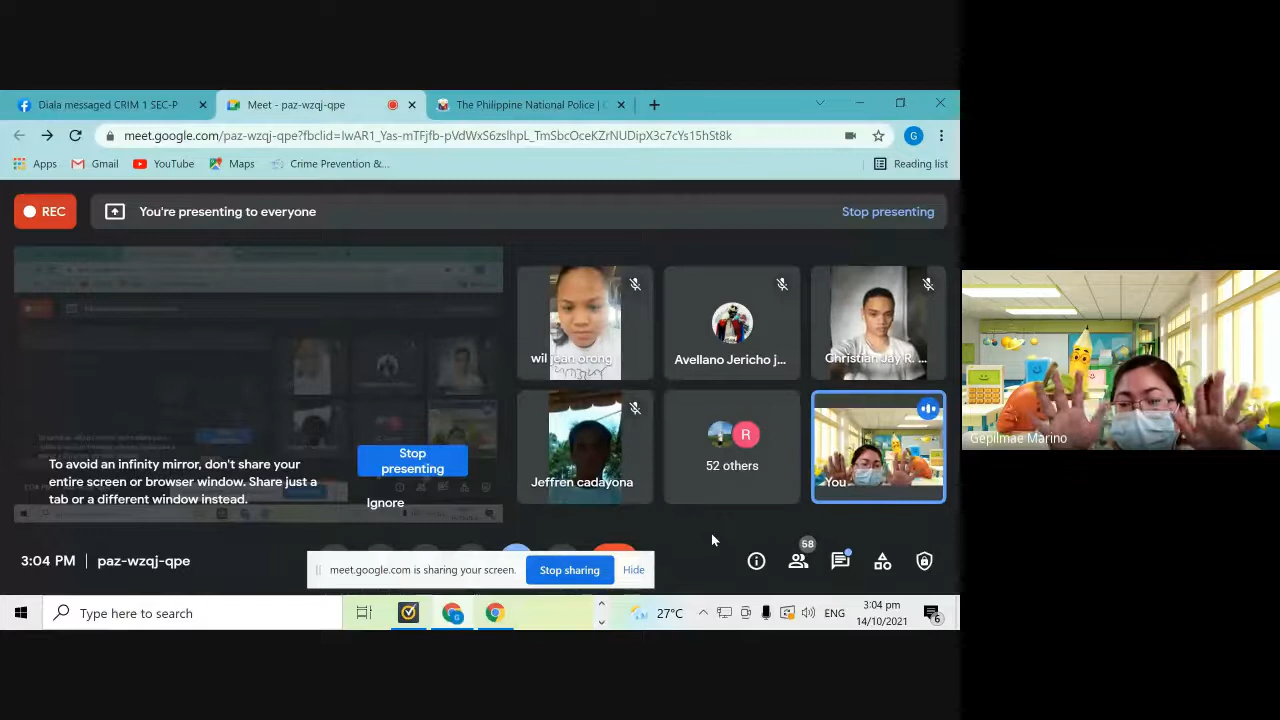 Diala messaged CRIM 1 SEC-P
Meet - paz-wzqj-qpe
The Philippine National Police |
meet.google.com/paz-wzqj-qpe?fbclid=IwAR1_Yas-mTFjfb-pVdWxS6zslhpL_TmSbcOceKZrNUDipX3c7cYs15hSt8k
G
Apps
Gmail
YouTube
Maps
Crime Prevention &...
Reading list
REC
You're presenting to everyone
Stop presenting
wil jean orong
Avellano Jericho j...
Christian Jay R. ...
To avoid an infinity mirror, don't share your
entire screen or browser window. Share just a
tab or a different window instead.
Stop
presenting
Ignore
Jeffren cadayona
R
52 others
You
Gepilmae Marino
3:04 PM | paz-wzqj-qpe
meet.google.com is sharing your screen.
Stop sharing
Hide
58
Type here to search
27°C
ENG
3:04 pm
14/10/2021
6